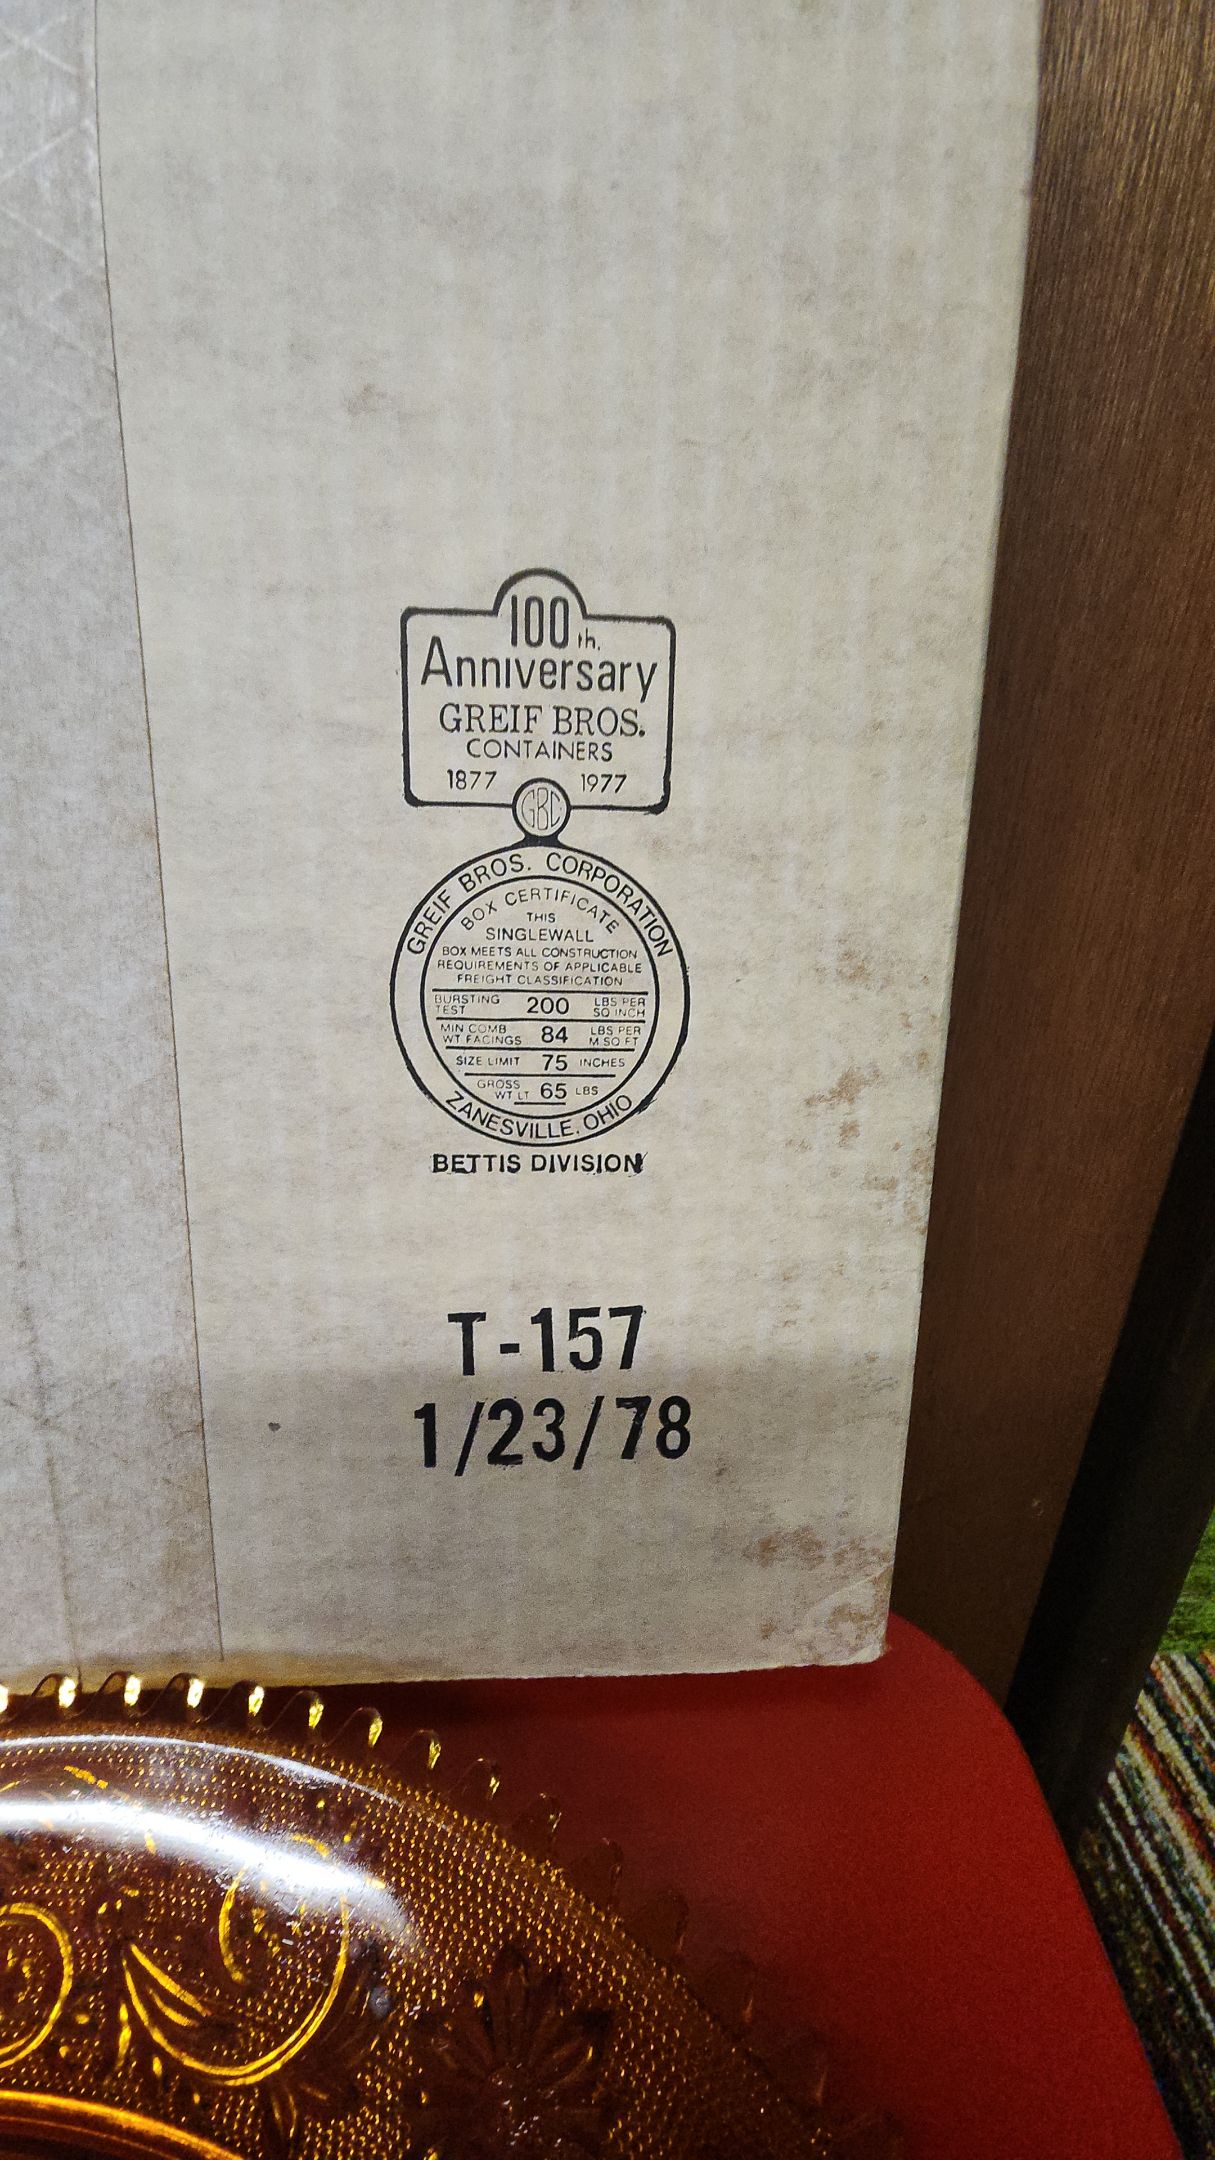 100th.
Anniversary
GREIF BROS.
CONTAINERS
1877 1977
GBC
GREIF BROS. CORPORATION
BOX CERTIFICATE
THIS
SINGLEWALL
BOX MEETS ALL CONSTRUCTION
REQUIREMENTS OF APPLICABLE
FREIGHT CLASSIFICATION
BURSTING TEST 200 LBS PER SQ INCH
MIN COMB WT FACINGS 84 LBS PER M SQ FT
SIZE LIMIT 75 INCHES
GROSS WT LT 65 LBS
ZANESVILLE, OHIO
BETTIS DIVISION
T-157
1/23/78